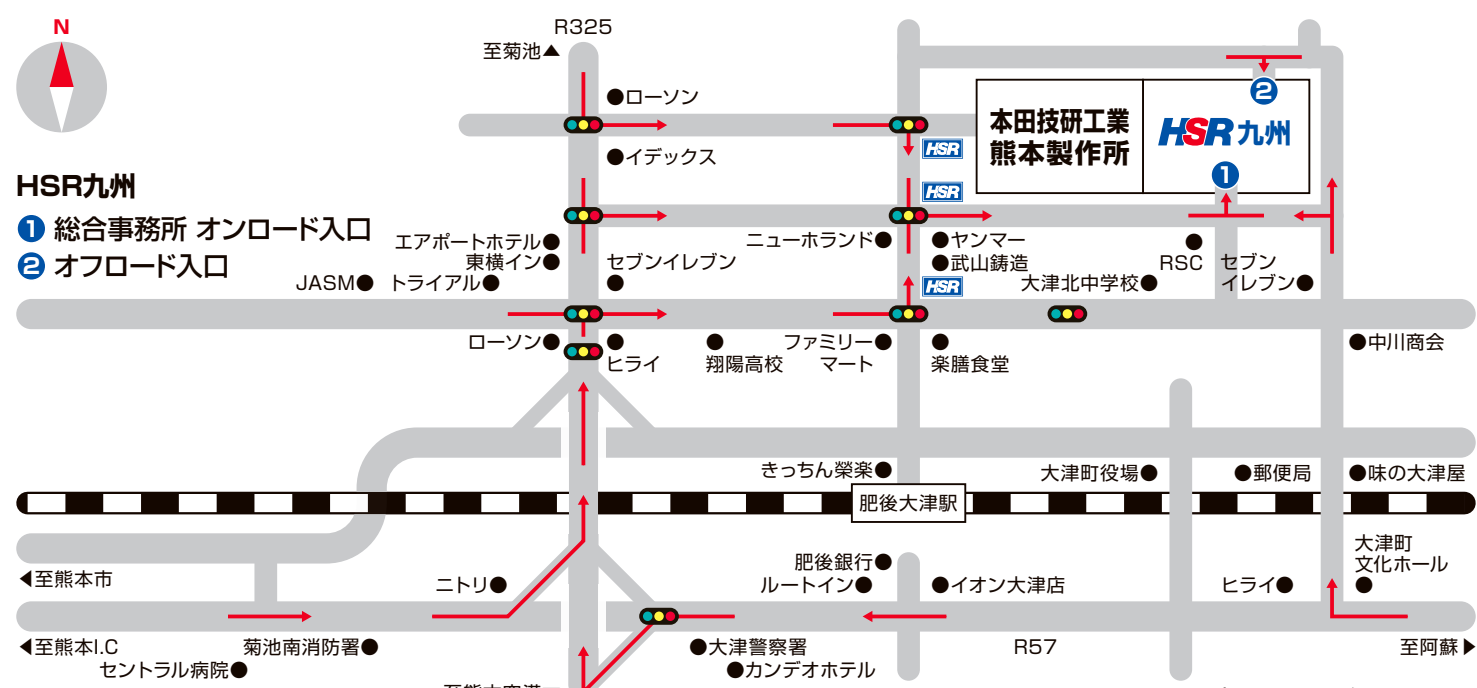 N
R325
至菊池▲
●ローソン
本田技研工業
熊本製作所
HSR九州
2
1
HSR
●イデックス
HSR九州
1 総合事務所 オンロード入口
2 オフロード入口
HSR
エアポートホテル●
東横イン●
JASM●
トライアル●
セブンイレブン
ニューホランド●
●ヤンマー
●武山鋳造
HSR
大津北中学校●
RSC
セブン
イレブン●
ローソン●
ヒライ
翔陽高校
ファミリー●
マート
楽膳食堂
●中川商会
きっちん榮楽●
大津町役場●
●郵便局
●味の大津屋
肥後大津駅
◀至熊本市
ニトリ●
肥後銀行●
ルートイン●
●イオン大津店
ヒライ●
大津町
文化ホール
◀至熊本I.C
菊池南消防署●
セントラル病院●
●大津警察署
●カンデオホテル
R57
至阿蘇▶